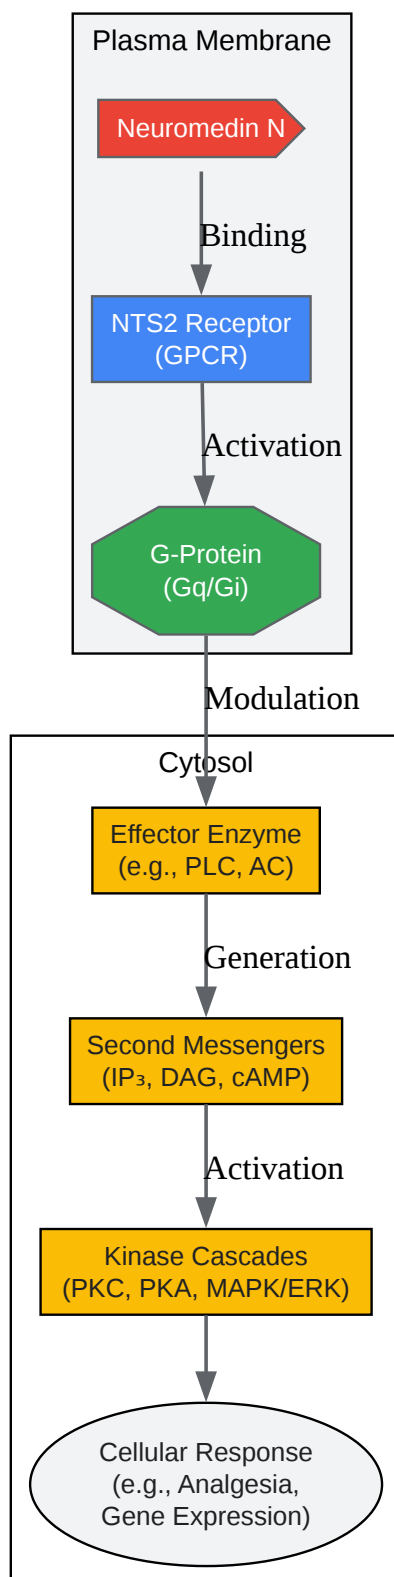 Plasma Membrane
Neuromedin N
Binding
NTS2 Receptor
(GPCR)
Activation
G-Protein
(Gq/Gi)
Modulation
Cytosol
Effector Enzyme
(e.g., PLC, AC)
Generation
Second Messengers
(IP₃, DAG, cAMP)
Activation
Kinase Cascades
(PKC, PKA, MAPK/ERK)
Cellular Response
(e.g., Analgesia,
Gene Expression)